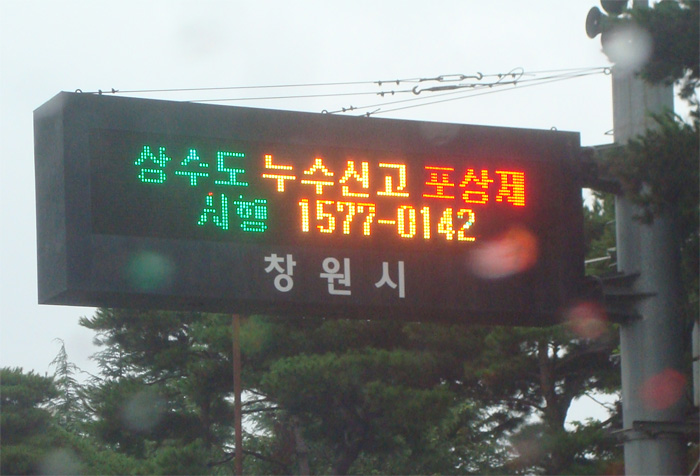 상수도 누수신고 포상제
시행 1577-0142
창원시